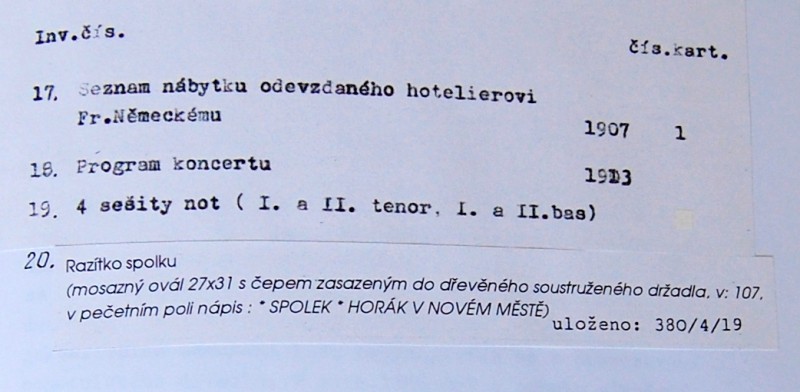 Inv.čís.
čís.kart.
17. Seznam nábytku odevzdaného hotelierovi
Fr.Německému 1907 1
18. Program koncertu
19. 4 sešity not ( I. a II. tenor, I. a II.bas)
20. Razítko spolku
(mosazný ovál 27x31 s čepem zasazeným do dřevěného soustruženého držadla, v: 107,
v pečetním poli nápis : * SPOLEK * HORÁK V NOVÉM MĚSTĚ)
uloženo: 380/4/19